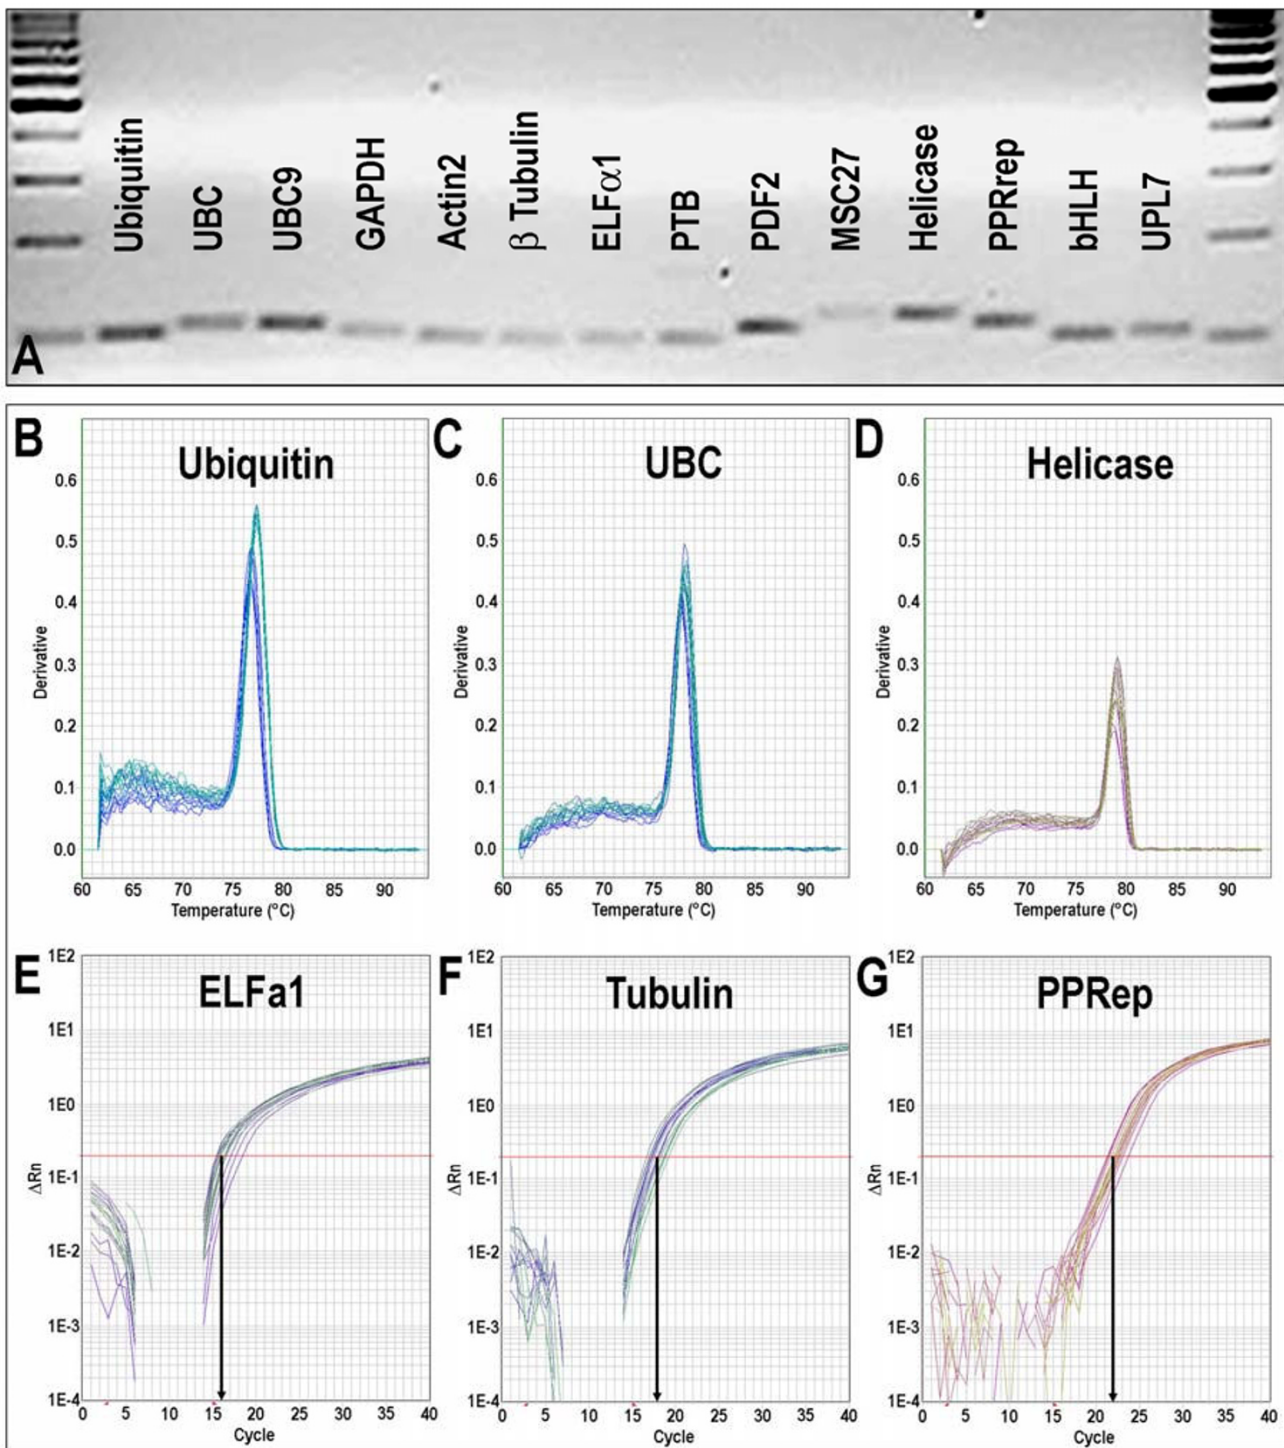 Ubiquitin UBC UBC9 GAPDH Actin2 β Tubulin ELFα1 PTB PDF2 MSC27 Helicase PPRrep bHLH UPL7
A
B Ubiquitin
0.6
0.5
0.4
0.3
0.2
0.1
0.0
Derivative
60 65 70 75 80 85 90
Temperature (°C)
C UBC
0.6
0.5
0.4
0.3
0.2
0.1
0.0
Derivative
60 65 70 75 80 85 90
Temperature (°C)
D Helicase
0.6
0.5
0.4
0.3
0.2
0.1
0.0
Derivative
60 65 70 75 80 85 90
Temperature (°C)
E ELFa1
1E2
1E1
1E0
1E-1
1E-2
1E-3
1E-4
ΔRn
0 5 10 15 20 25 30 35 40
Cycle
F Tubulin
1E2
1E1
1E0
1E-1
1E-2
1E-3
1E-4
ΔRn
0 5 10 15 20 25 30 35 40
Cycle
G PPRep
1E2
1E1
1E0
1E-1
1E-2
1E-3
1E-4
ΔRn
0 5 10 15 20 25 30 35 40
Cycle